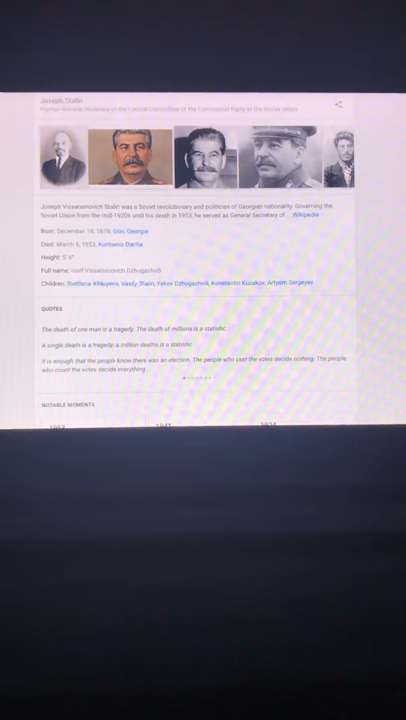 Joseph Stalin
Former General Secretary of the Central Committee of the Communist Party of the Soviet Union
Joseph Vissarionovich Stalin was a Soviet revolutionary and politician of Georgian nationality. Governing the
Soviet Union from the mid-1920s until his death in 1953, he served as General Secretary of ... Wikipedia
Born: December 18, 1878, Gori, Georgia
Died: March 5, 1953, Kuntsevo Dacha
Height: 5' 6"
Full name: Iosif Vissarionovich Dzhugashvili
Children: Svetlana Alliluyeva, Vasily Stalin, Yakov Dzhugashvili, Konstantin Kuzakov, Artyom Sergeyev
QUOTES
The death of one man is a tragedy. The death of millions is a statistic.
A single death is a tragedy; a million deaths is a statistic.
It is enough that the people know there was an election. The people who cast the votes decide nothing. The people
who count the votes decide everything.
NOTABLE MOMENTS
1941
1924